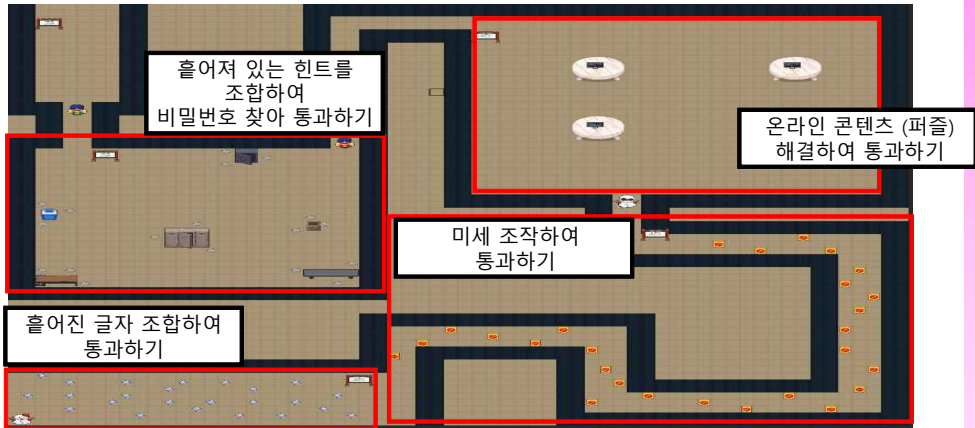 흩어져 있는 힌트를
조합하여
비밀번호 찾아 통과하기
온라인 콘텐츠 (퍼즐)
해결하여 통과하기
미세 조작하여
통과하기
흩어진 글자 조합하여
통과하기